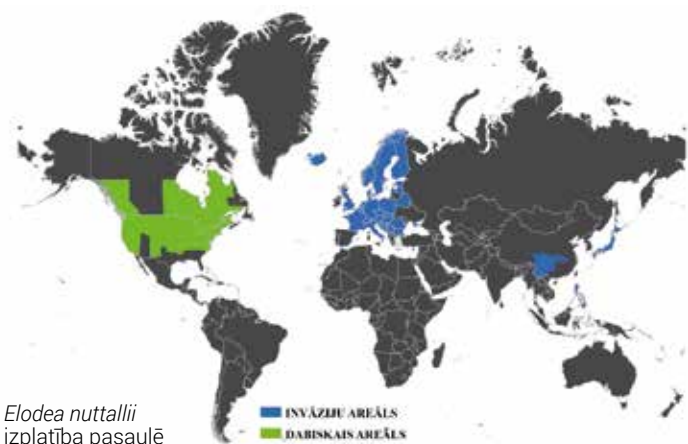 Elodea nuttallii
izplatība pasaulē
INVĀZIJU AREĀLS
DABISKAIS AREĀLS